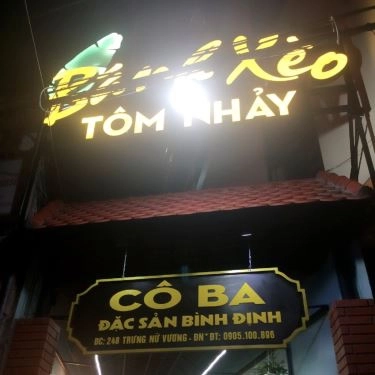 Bánh Xèo
TÔM NHẢY
CÔ BA
ĐẶC SẢN BÌNH ĐỊNH
ĐC: 248 TRƯNG NỮ VƯƠNG - ĐN* ĐT: 0905.100.896